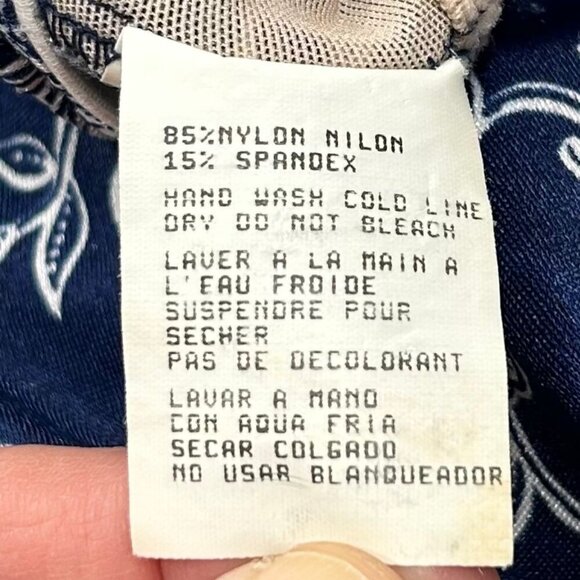 85%NYLON NILON
15% SPANDEX
HAND WASH COLD LINE
DRY DO NOT BLEACH
LAVER A LA MAIN A
L'EAU FROIDE
SUSPENDRE POUR
SECHER
PAS DE DECOLORANT
LAVAR A MANO
CON AQUA FRIA
SECAR COLGADO
NO USAR BLANQUEADOR